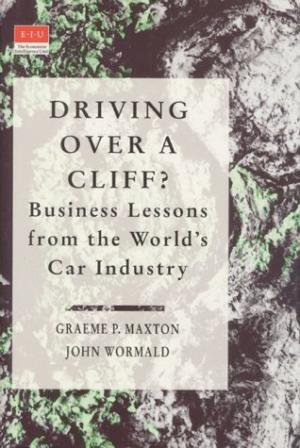 E·I·U
The Economist
Intelligence Unit
DRIVING
OVER A
CLIFF?
Business Lessons
from the World's
Car Industry
GRAEME P. MAXTON
JOHN WORMALD